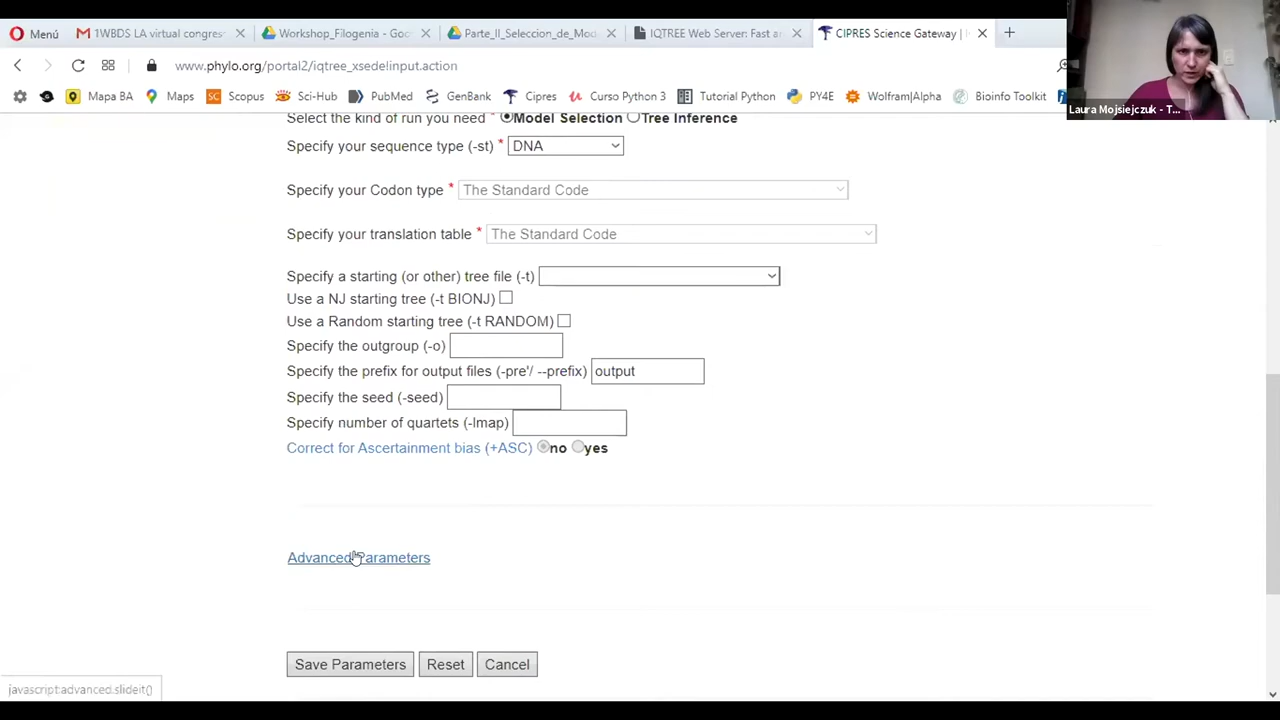 Menú
1WBDS LA virtual congres
Workshop_Filogenia - Goo
Parte_II_Seleccion_de_Mod
IQTREE Web Server: Fast an
CIPRES Science Gateway | I
www.phylo.org/portal2/iqtree_xsedelinput.action
Mapa BA
Maps
SC Scopus
Sci-Hub
PubMed
GenBank
Cipres
Curso Python 3
Tutorial Python
PY4E
Wolfram|Alpha
Bioinfo Toolkit
Laura Mojsiejczuk - T...
Select the kind of run you need * Model Selection Tree Inference
Specify your sequence type (-st) * DNA
Specify your Codon type * The Standard Code
Specify your translation table * The Standard Code
Specify a starting (or other) tree file (-t)
Use a NJ starting tree (-t BIONJ)
Use a Random starting tree (-t RANDOM)
Specify the outgroup (-o)
Specify the prefix for output files (-pre'/ --prefix) output
Specify the seed (-seed)
Specify number of quartets (-lmap)
Correct for Ascertainment bias (+ASC) no yes
Advanced Parameters
Save Parameters Reset Cancel
javascript:advanced.slideit()